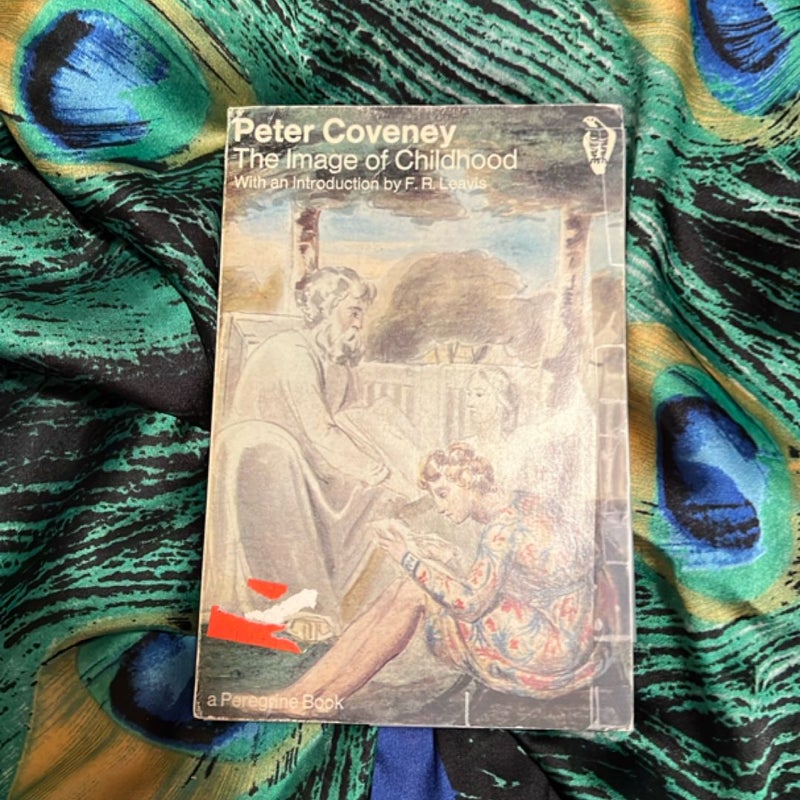 Peter Coveney
The Image of Childhood
With an Introduction by F. R. Leavis
a Peregrine Book